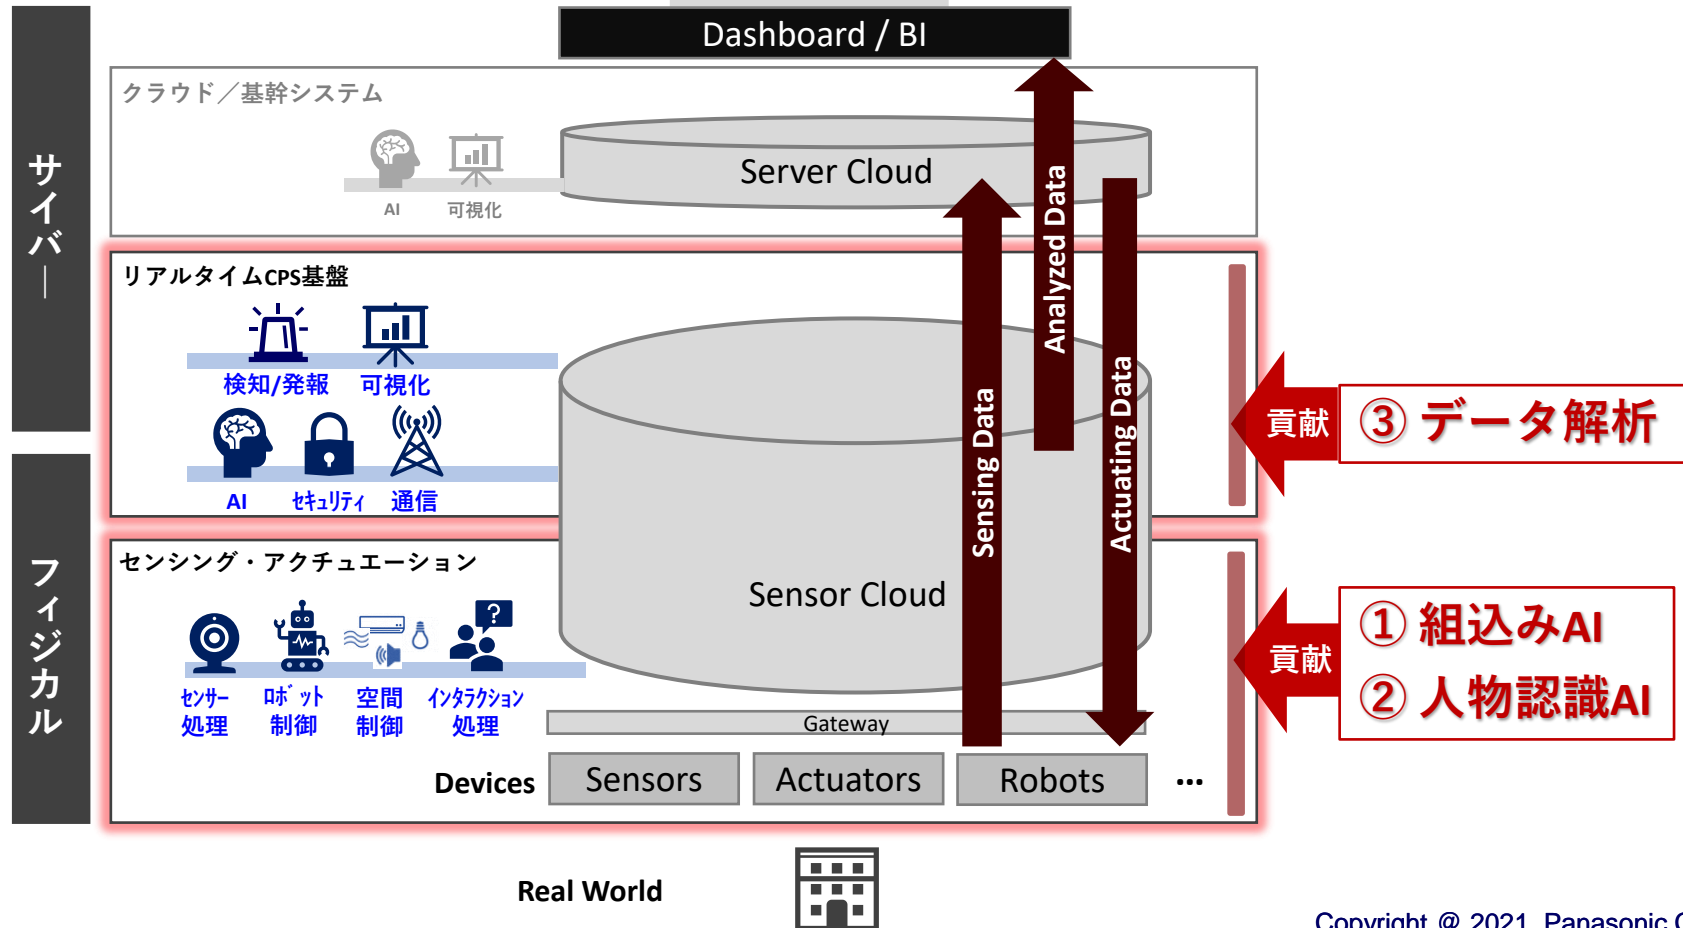 Dashboard / BI
サイバー
クラウド／基幹システム
AI
可視化
Server Cloud
Analyzed Data
リアルタイムCPS基盤
検知/発報
可視化
AI
ｾｷｭﾘﾃｨ
通信
Sensing Data
Actuating Data
貢献
③ データ解析
フィジカル
センシング・アクチュエーション
Sensor Cloud
ｾﾝｻｰ
処理
ﾛﾎﾞｯﾄ
制御
空間
制御
ｲﾝﾀﾗｸｼｮﾝ
処理
?
Gateway
Devices
Sensors
Actuators
Robots
...
貢献
① 組込みAI
② 人物認識AI
Real World
Copyright @ 2021 Panasonic